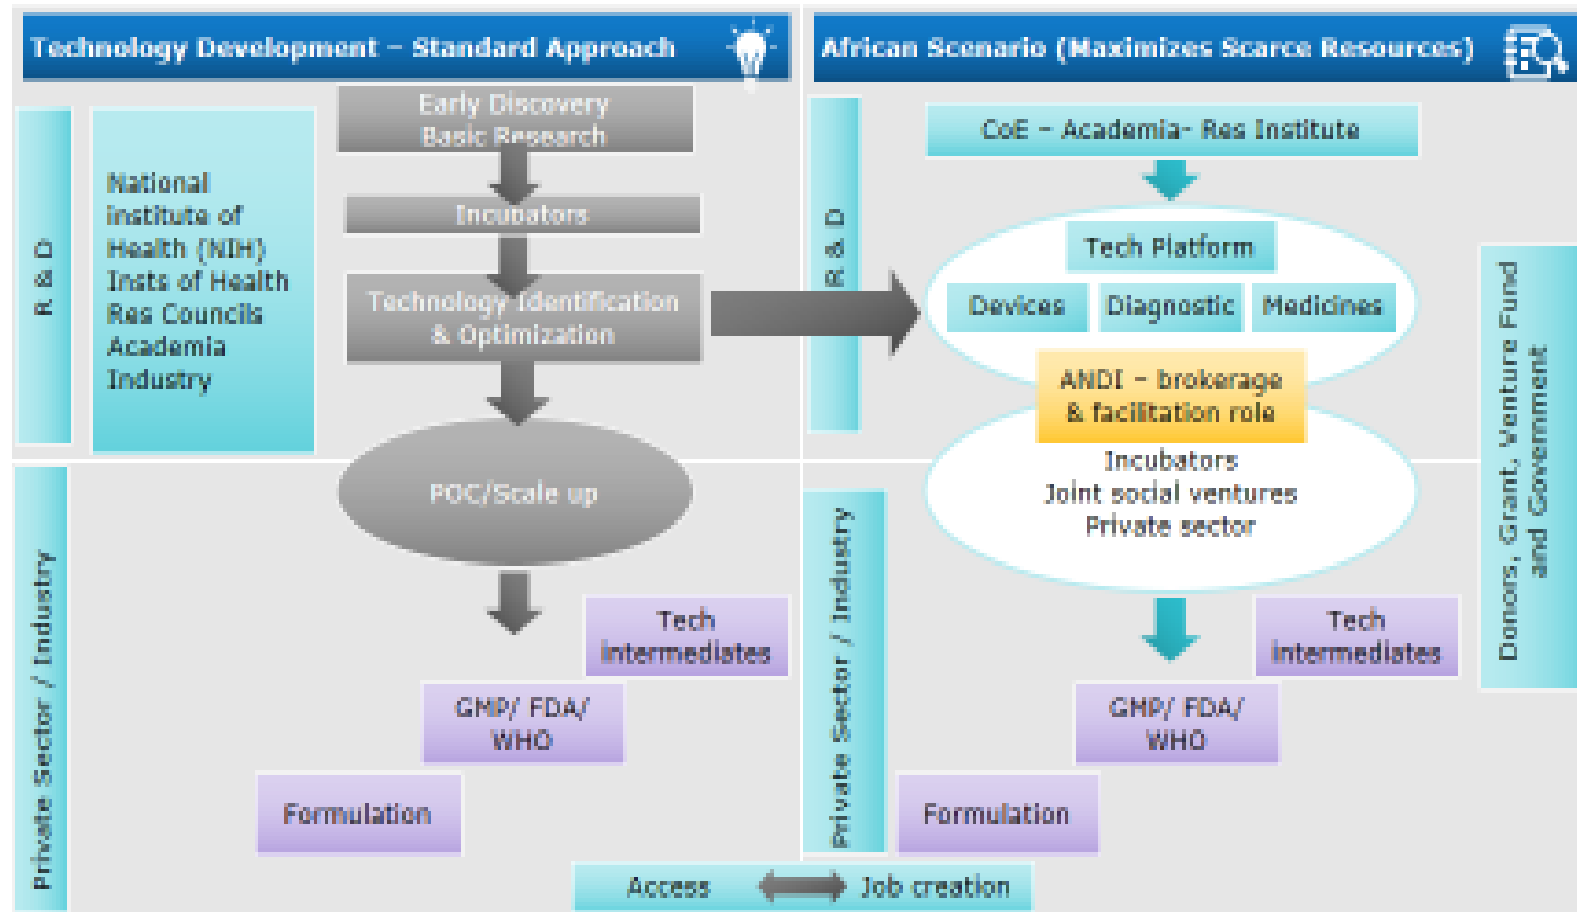 Technology Development – Standard Approach
R & D
National
institute of
Health (NIH)
Insts of Health
Res Councils
Academia
Industry
Early Discovery
Basic Research
Incubators
Technology Identification
& Optimization
POC/Scale up
Private Sector / Industry
Tech
intermediates
GMP/ FDA/
WHO
Formulation
African Scenario (Maximizes Scarce Resources)
R & D
CoE – Academia- Res Institute
Tech Platform
Devices
Diagnostic
Medicines
ANDI – brokerage
& facilitation role
Incubators
Joint social ventures
Private sector
Donors, Grant, Venture Fund
and Government
Private Sector / Industry
Tech
intermediates
GMP/ FDA/
WHO
Formulation
Access
Job creation